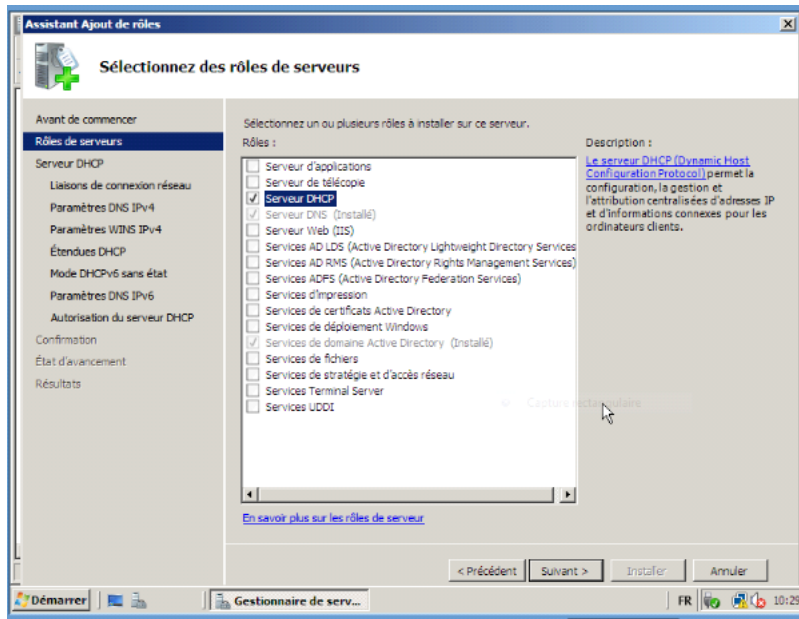 Assistant Ajout de rôles
Sélectionnez des rôles de serveurs
Avant de commencer
Rôles de serveurs
Serveur DHCP
Liaisons de connexion réseau
Paramètres DNS IPv4
Paramètres WINS IPv4
Étendues DHCP
Mode DHCPv6 sans état
Paramètres DNS IPv6
Autorisation du serveur DHCP
Confirmation
État d'avancement
Résultats
Sélectionnez un ou plusieurs rôles à installer sur ce serveur.
Rôles :
Serveur d'applications
Serveur de télécopie
Serveur DHCP
Serveur DNS (Installé)
Serveur Web (IIS)
Services AD LDS (Active Directory Lightweight Directory Services
Services AD RMS (Active Directory Rights Management Services)
Services ADFS (Active Directory Federation Services)
Services d'impression
Services de certificats Active Directory
Services de déploiement Windows
Services de domaine Active Directory (Installé)
Services de fichiers
Services de stratégie et d'accès réseau
Services Terminal Server
Services UDDI
En savoir plus sur les rôles de serveur
Description :
Le serveur DHCP (Dynamic Host
Configuration Protocol) permet la
configuration, la gestion et
l'attribution centralisées d'adresses IP
et d'informations connexes pour les
ordinateurs clients.
Capture rectangulaire
< Précédent
Suivant >
Installer
Annuler
Démarrer
Gestionnaire de serv...
FR
10:29